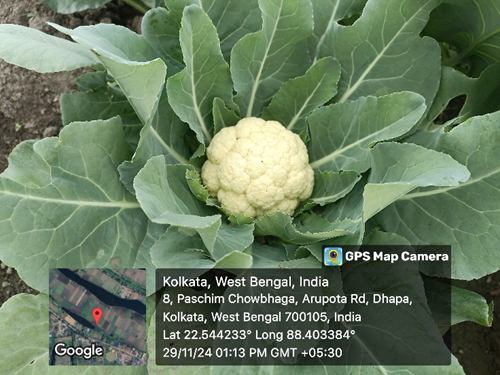 GPS Map Camera
Kolkata, West Bengal, India
8, Paschim Chowbhaga, Arupota Rd, Dhapa,
Kolkata, West Bengal 700105, India
Lat 22.544233° Long 88.403384°
29/11/24 01:13 PM GMT +05:30
Google